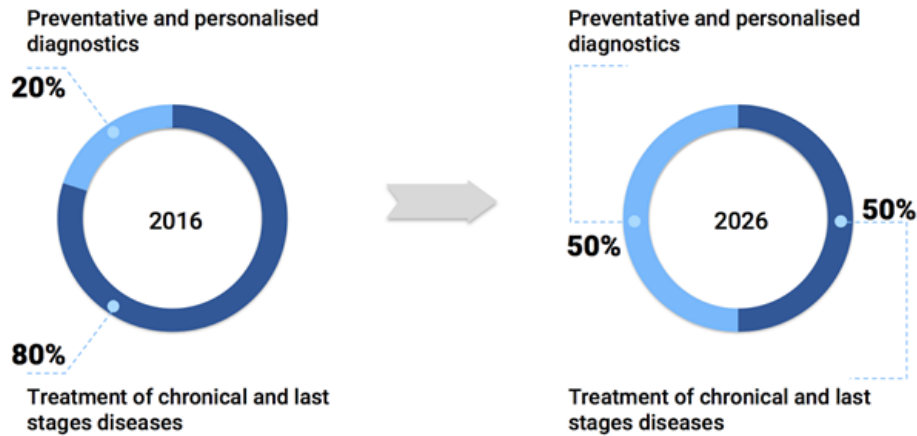 Preventative and personalised
diagnostics
20%
2016
80%
Treatment of chronical and last
stages diseases
Preventative and personalised
diagnostics
50%
2026
50%
Treatment of chronical and last
stages diseases